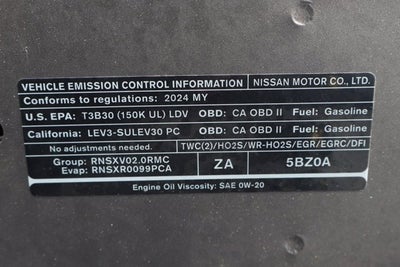 VEHICLE EMISSION CONTROL INFORMATION NISSAN MOTOR CO., LTD.
Conforms to regulations: 2024 MY
U.S. EPA: T3B30 (150K UL) LDV OBD: CA OBD II Fuel: Gasoline
California: LEV3-SULEV30 PC OBD: CA OBD II Fuel: Gasoline
No adjustments needed. TWC(2)/HO2S/WR-HO2S/EGR/EGRC/DFI
Group: RNSXV02.0RMC
Evap: RNSXR0099PCA
ZA
5BZ0A
Engine Oil Viscosity: SAE 0W-20